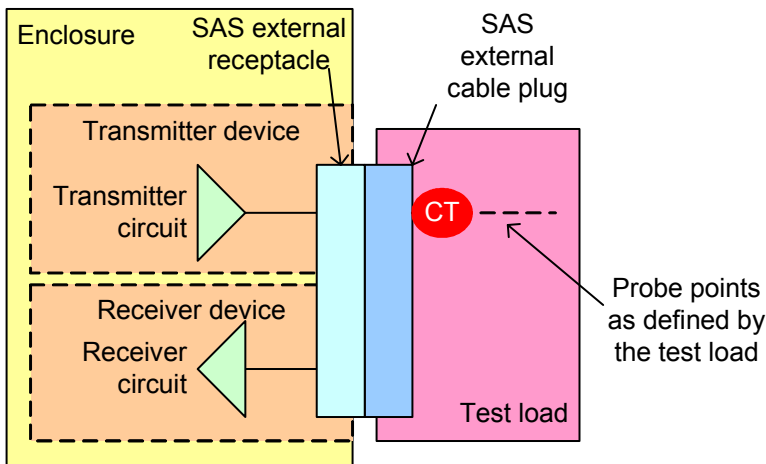 Enclosure
SAS external
receptacle
SAS
external
cable plug
Transmitter device
Transmitter
circuit
CT
Receiver device
Receiver
circuit
Probe points
as defined by
the test load
Test load